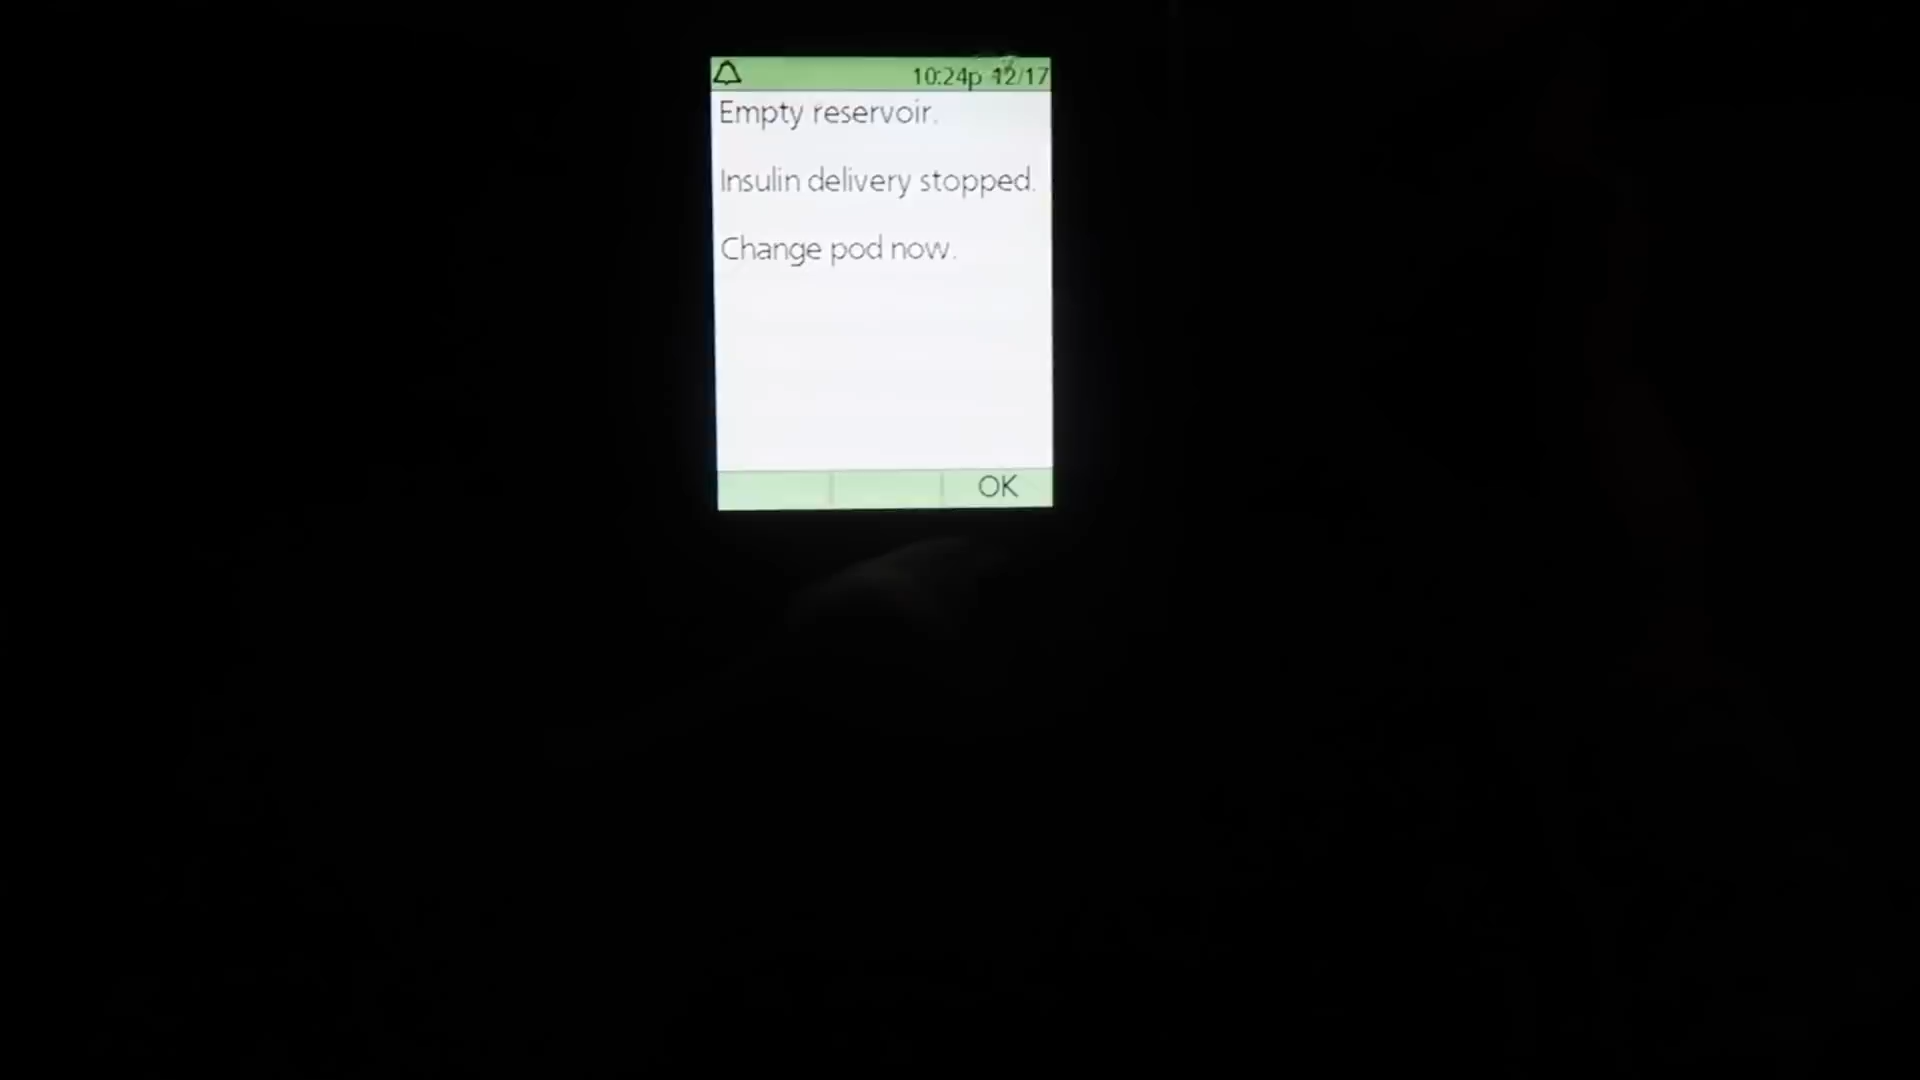 10:24p 12/17
Empty reservoir.
Insulin delivery stopped.
Change pod now.
OK